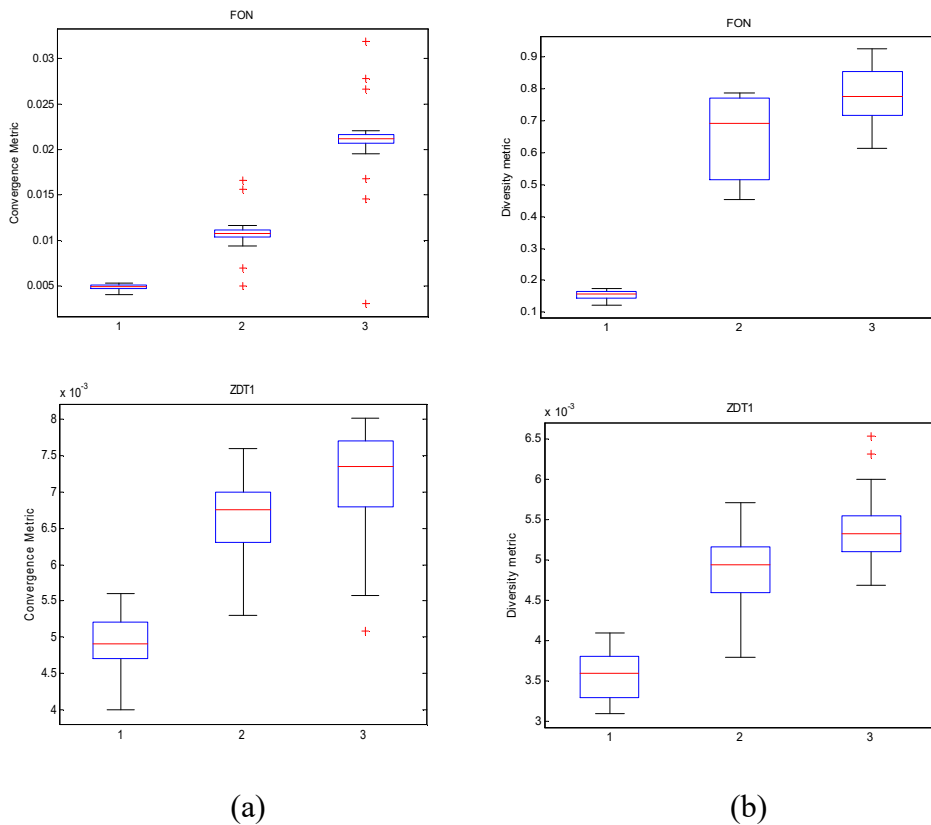 FON
Convergence Metric
0.03
0.025
0.02
0.015
0.01
0.005
1 2 3
FON
Diversity metric
0.9
0.8
0.7
0.6
0.5
0.4
0.3
0.2
0.1
1 2 3
x 10⁻³
ZDT1
Convergence Metric
8
7.5
7
6.5
6
5.5
5
4.5
4
1 2 3
x 10⁻³
ZDT1
Diversity metric
6.5
6
5.5
5
4.5
4
3.5
3
1 2 3
(a) (b)